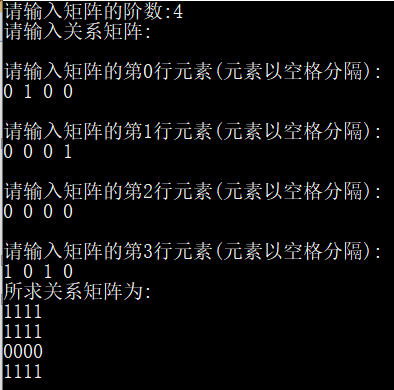 请输入矩阵的阶数:4
请输入关系矩阵:
请输入矩阵的第0行元素(元素以空格分隔):
0 1 0 0
请输入矩阵的第1行元素(元素以空格分隔):
0 0 0 1
请输入矩阵的第2行元素(元素以空格分隔):
0 0 0 0
请输入矩阵的第3行元素(元素以空格分隔):
1 0 1 0
所求关系矩阵为:
1111
1111
0000
1111